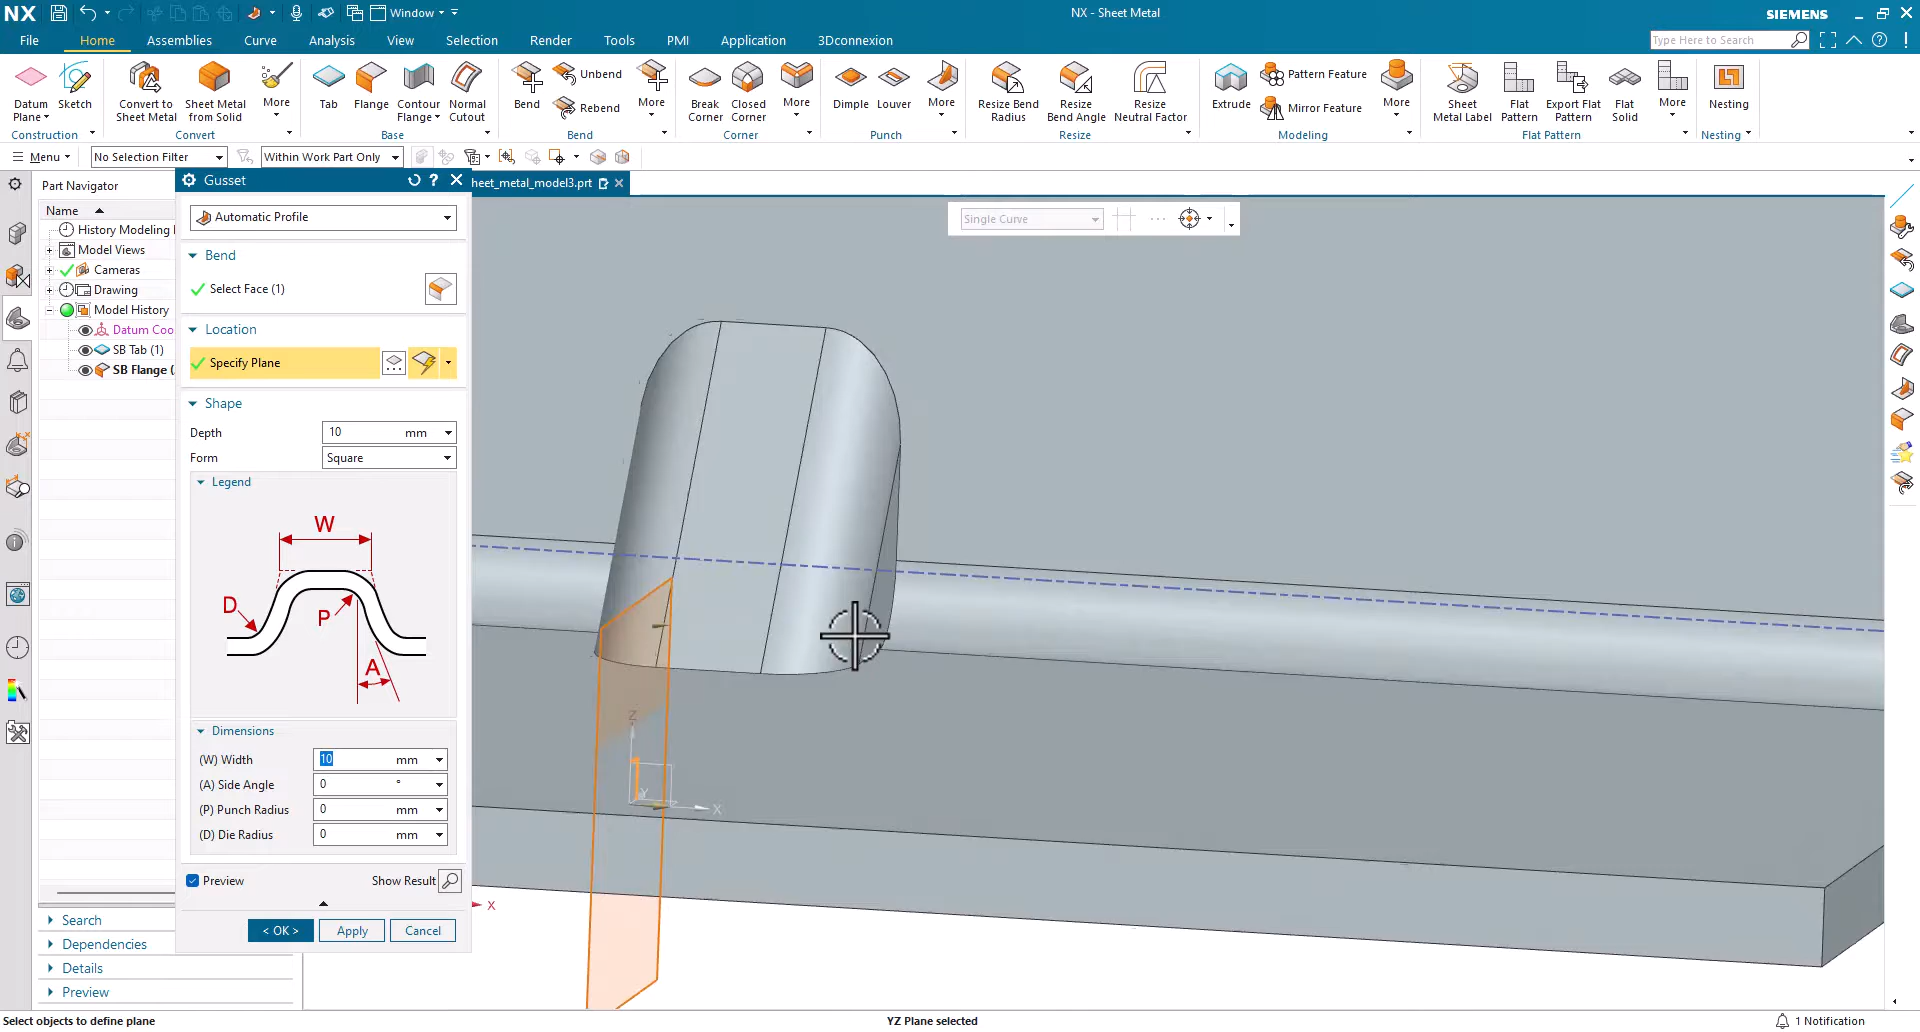 NX
Window
NX - Sheet Metal
SIEMENS
File
Home
Assemblies
Curve
Analysis
View
Selection
Render
Tools
PMI
Application
3Dconnexion
Type Here to Search
Datum Plane
Sketch
Convert to Sheet Metal
Sheet Metal from Solid
More
Tab
Flange
Contour Flange
Normal Cutout
Bend
Unbend
Rebend
More
Break Corner
Closed Corner
More
Dimple
Louver
More
Resize Bend Radius
Resize Bend Angle
Resize Neutral Factor
Extrude
Pattern Feature
Mirror Feature
More
Sheet Metal Label
Flat Pattern
Export Flat Pattern
Flat Solid
More
Nesting
Construction
Convert
Base
Bend
Corner
Punch
Resize
Modeling
Flat Pattern
Nesting
Menu
No Selection Filter
Within Work Part Only
Part Navigator
Name
History Modeling
Model Views
Cameras
Drawing
Model History
Datum Coo
SB Tab (1)
SB Flange (
Search
Dependencies
Details
Preview
Gusset
heet_metal_model3.prt
Automatic Profile
Bend
Select Face (1)
Location
Specify Plane
Shape
Depth 10 mm
Form Square
Legend
W
D
P
A
Dimensions
(W) Width 10 mm
(A) Side Angle 0 °
(P) Punch Radius 0 mm
(D) Die Radius 0 mm
Preview
Show Result
< OK >
Apply
Cancel
Single Curve
Z
Y
X
X
Select objects to define plane
YZ Plane selected
1 Notification